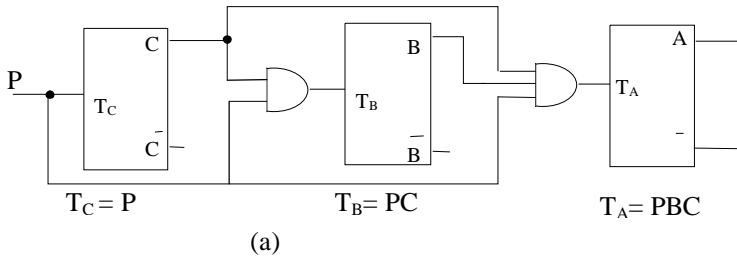 P
T_C
C
C̄
T_B
B
B̄
T_A
A
T_C = P
T_B = PC
T_A = PBC
(a)